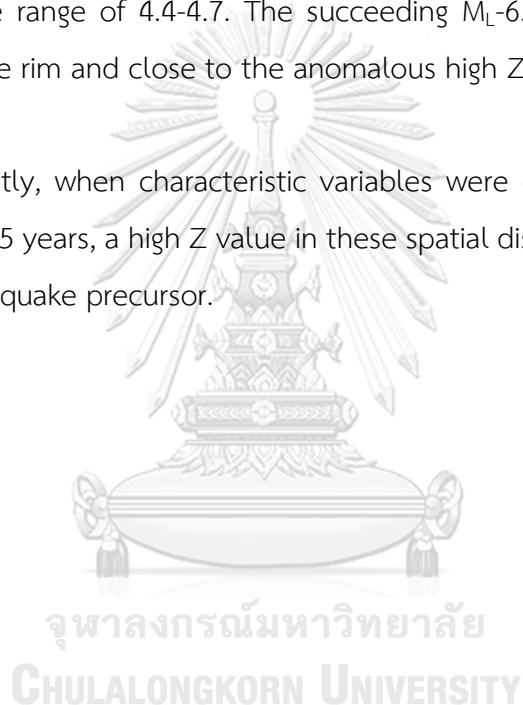 e range of 4.4-4.7. The succeeding M_L-6.
e rim and close to the anomalous high Z
tly, when characteristic variables were
5 years, a high Z value in these spatial dis
quake precursor.
จุฬาลงกรณ์มหาวิทยาลัย
CHULALONGKORN UNIVERSITY